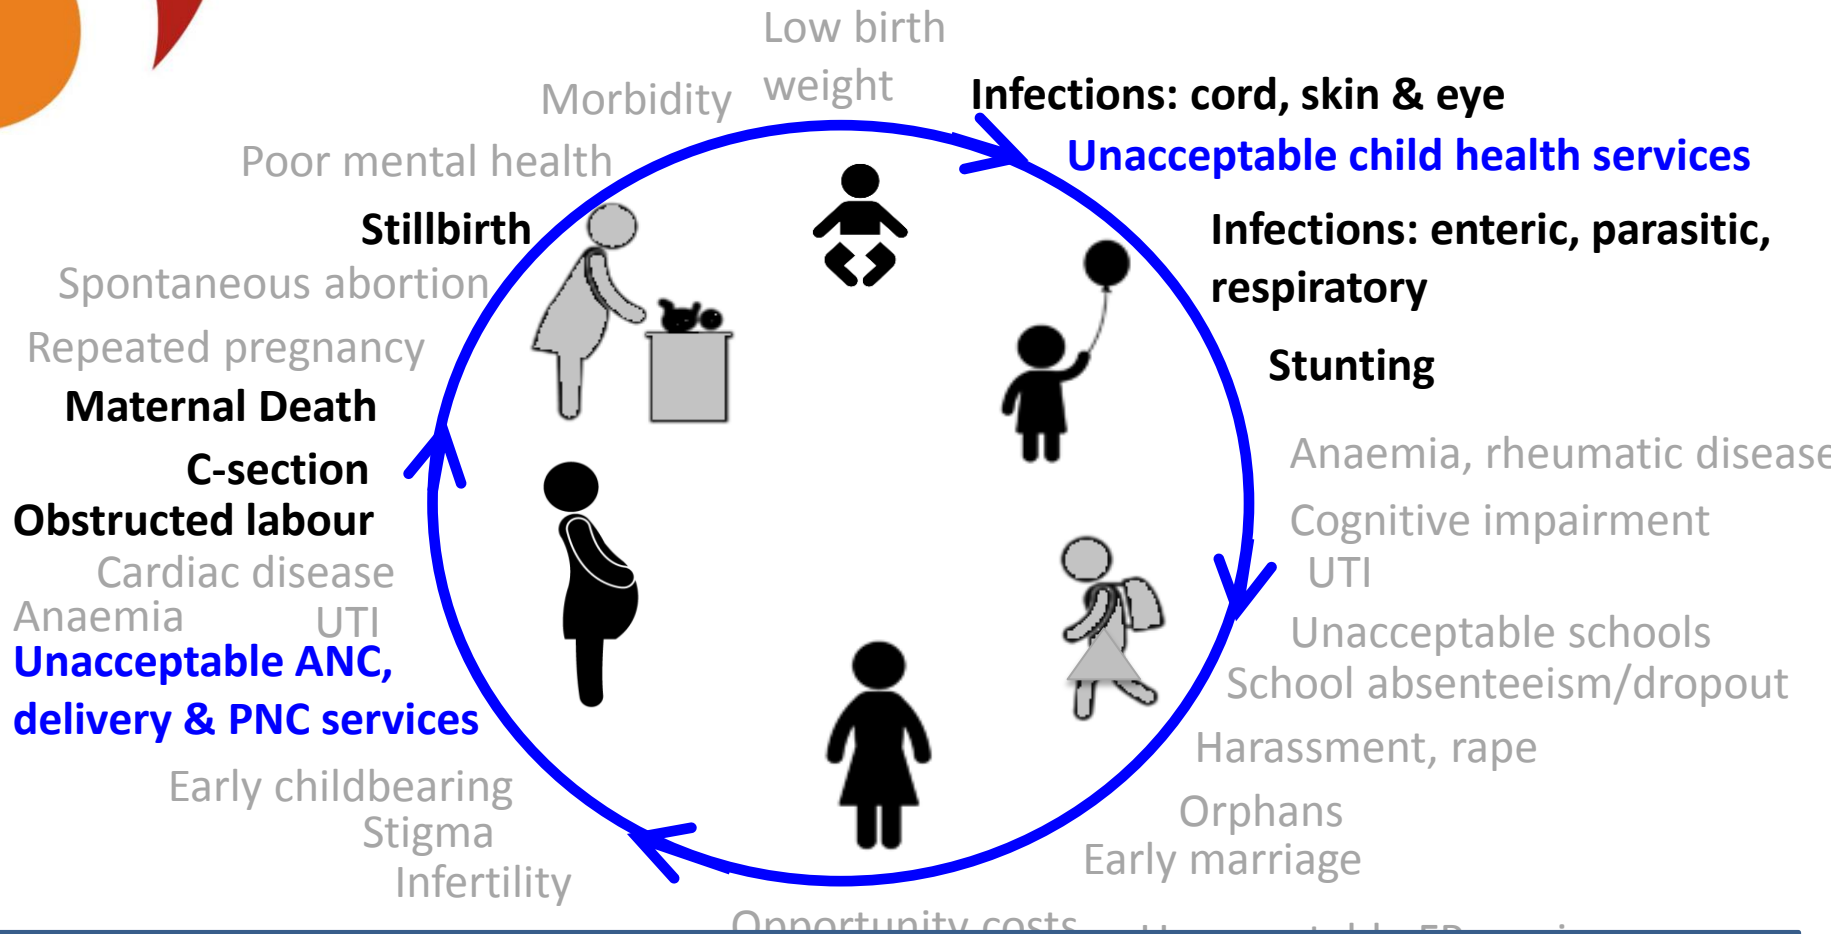 Low birth
weight
Morbidity
Infections: cord, skin & eye
Poor mental health
Unacceptable child health services
Stillbirth
Infections: enteric, parasitic,
respiratory
Spontaneous abortion
Repeated pregnancy
Stunting
Maternal Death
Anaemia, rheumatic disease
C-section
Obstructed labour
Cognitive impairment
Cardiac disease
UTI
Anaemia
UTI
Unacceptable schools
Unacceptable ANC,
delivery & PNC services
School absenteeism/dropout
Harassment, rape
Early childbearing
Orphans
Stigma
Early marriage
Infertility
Opportunity costs